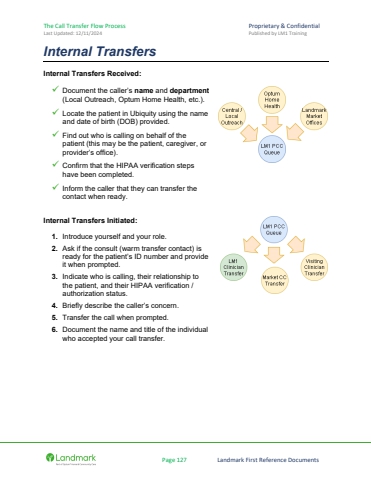 The Call Transfer Flow Process
Proprietary & Confidential
Last Updated: 12/11/2024
Published by LM1 Training
Internal Transfers
Internal Transfers Received:
✓ Document the caller's name and department
(Local Outreach, Optum Home Health, etc.).
✓ Locate the patient in Ubiquity using the name
and date of birth (DOB) provided.
✓ Find out who is calling on behalf of the
patient (this may be the patient, caregiver, or
provider's office).
✓ Confirm that the HIPAA verification steps
have been completed.
✓ Inform the caller that they can transfer the
contact when ready.
Optum
Home
Health
Central /
Local
Outreach
Landmark
Market
Offices
LM1 PCC
Queue
Internal Transfers Initiated:
1. Introduce yourself and your role.
2. Ask if the consult (warm transfer contact) is
ready for the patient's ID number and provide
it when prompted.
3. Indicate who is calling, their relationship to
the patient, and their HIPAA verification /
authorization status.
4. Briefly describe the caller's concern.
5. Transfer the call when prompted.
6. Document the name and title of the individual
who accepted your call transfer.
LM1 PCC
Queue
LM1
Clinician
Transfer
Market CC
Transfer
Visiting
Clinician
Transfer
Landmark
Page 127
Landmark First Reference Documents